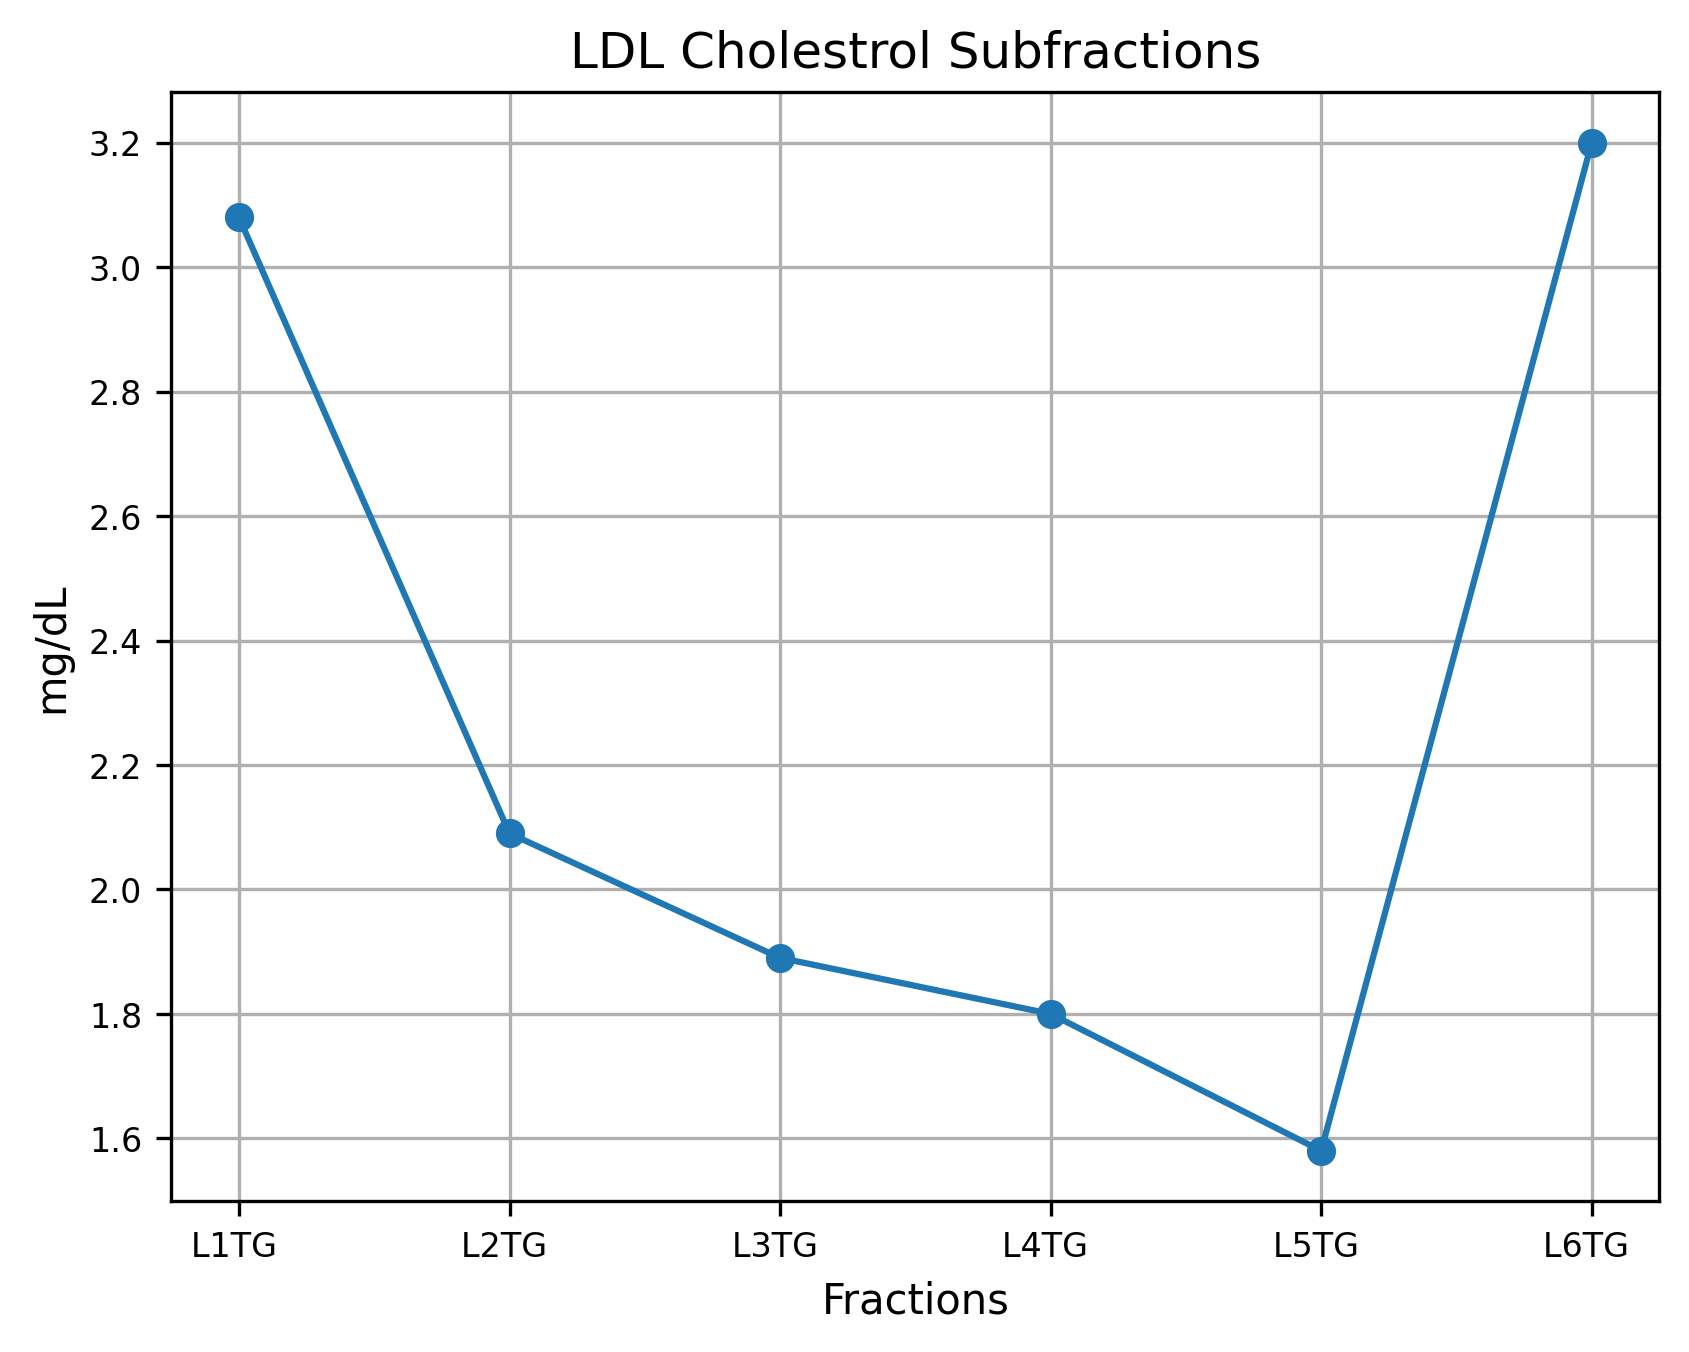 LDL Cholestrol Subfractions
3.2
3.0
2.8
2.6
2.4
2.2
2.0
1.8
1.6
mg/dL
L1TG L2TG L3TG L4TG L5TG L6TG
Fractions